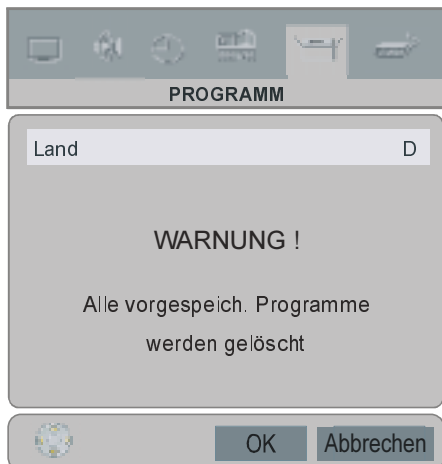 PROGRAMM
Land D
WARNUNG !
Alle vorgespeich. Programme
werden gelöscht
OK Abbrechen